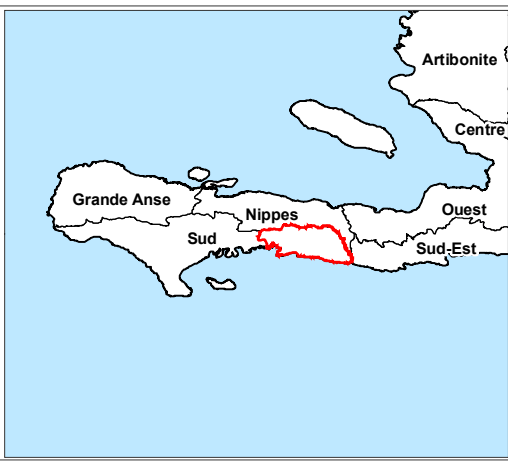 Artibonite
Centre
Grande Anse
Nippes
Ouest
Sud
Sud-Est